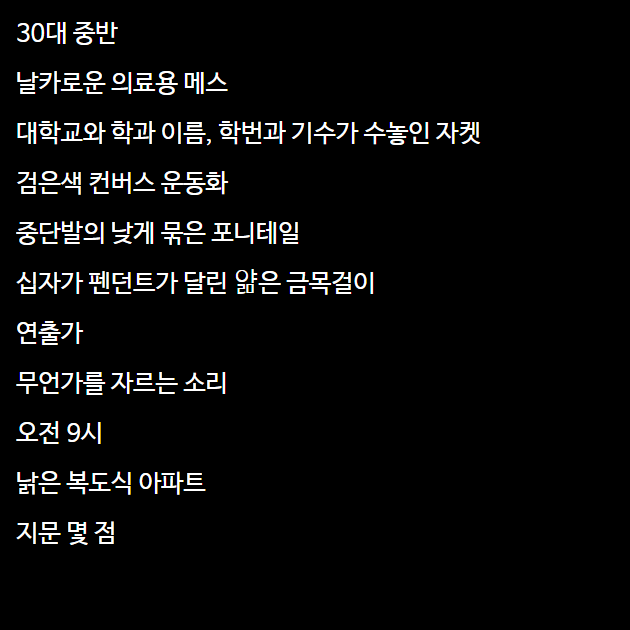 30대 중반
날카로운 의료용 메스
대학교와 학과 이름, 학번과 기수가 수놓인 자켓
검은색 컨버스 운동화
중단발의 낮게 묶은 포니테일
십자가 펜던트가 달린 얇은 금목걸이
연출가
무언가를 자르는 소리
오전 9시
낡은 복도식 아파트
지문 몇 점